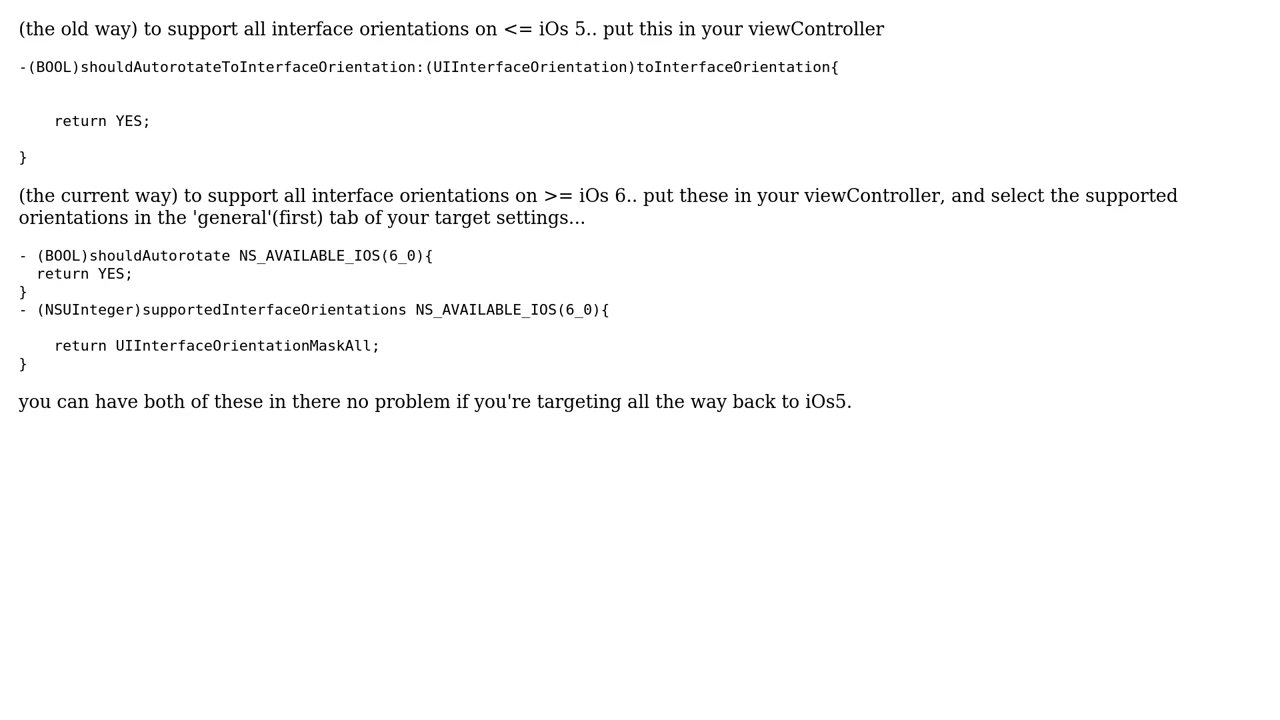 (the old way) to support all interface orientations on <= iOs 5.. put this in your viewController
-(BOOL)shouldAutorotateToInterfaceOrientation:(UIInterfaceOrientation)toInterfaceOrientation{
    return YES;
}
(the current way) to support all interface orientations on >= iOs 6.. put these in your viewController, and select the supported
orientations in the 'general'(first) tab of your target settings...
- (BOOL)shouldAutorotate NS_AVAILABLE_IOS(6_0){
  return YES;
}
- (NSUInteger)supportedInterfaceOrientations NS_AVAILABLE_IOS(6_0){
    return UIInterfaceOrientationMaskAll;
}
you can have both of these in there no problem if you're targeting all the way back to iOs5.